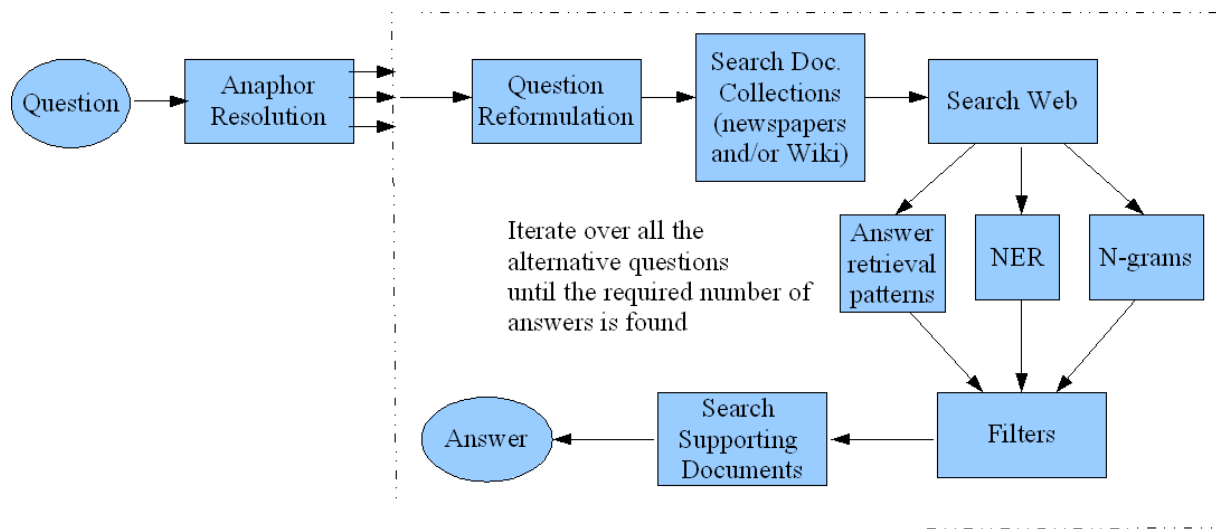 Question
Anaphor
Resolution
Question
Reformulation
Search Doc.
Collections
(newspapers
and/or Wiki)
Search Web
Iterate over all the
alternative questions
until the required number of
answers is found
Answer
retrieval
patterns
NER
N-grams
Answer
Search
Supporting
Documents
Filters